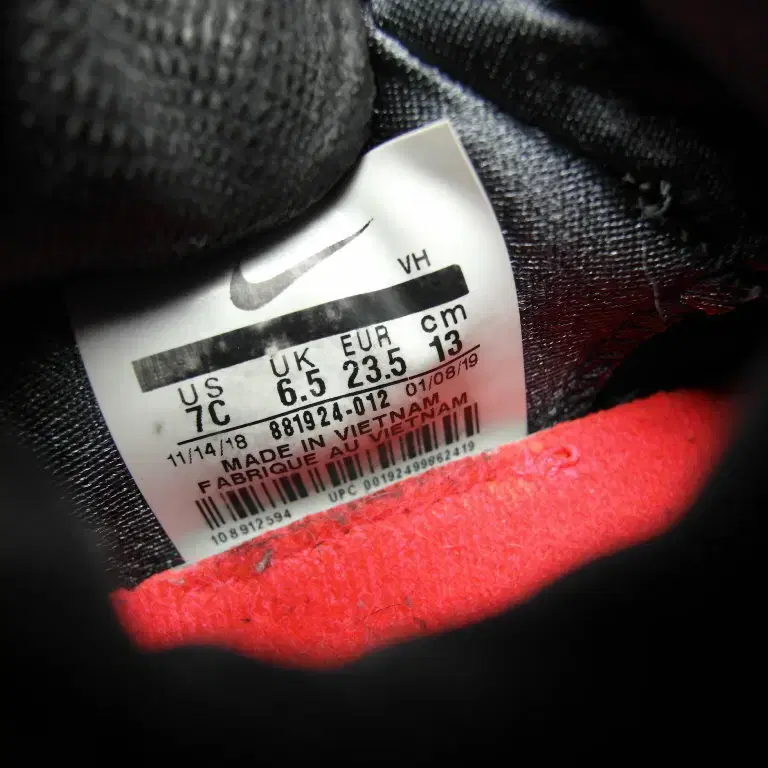 VH
US UK EUR cm
7C 6.5 23.5 13
11/14/18 881924-012 01/08/19
MADE IN VIETNAM
FABRIQUE AU VIETNAM
108912594 UPC 00192499862419